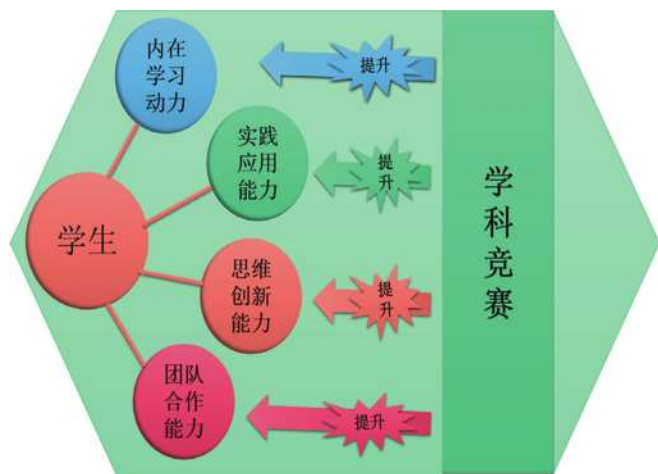 内在
学习
动力
提升
实践
应用
能力
提
升
学生
思维
创新
能力
提
升
团队
合作
能力
提升
学
科
竞
赛